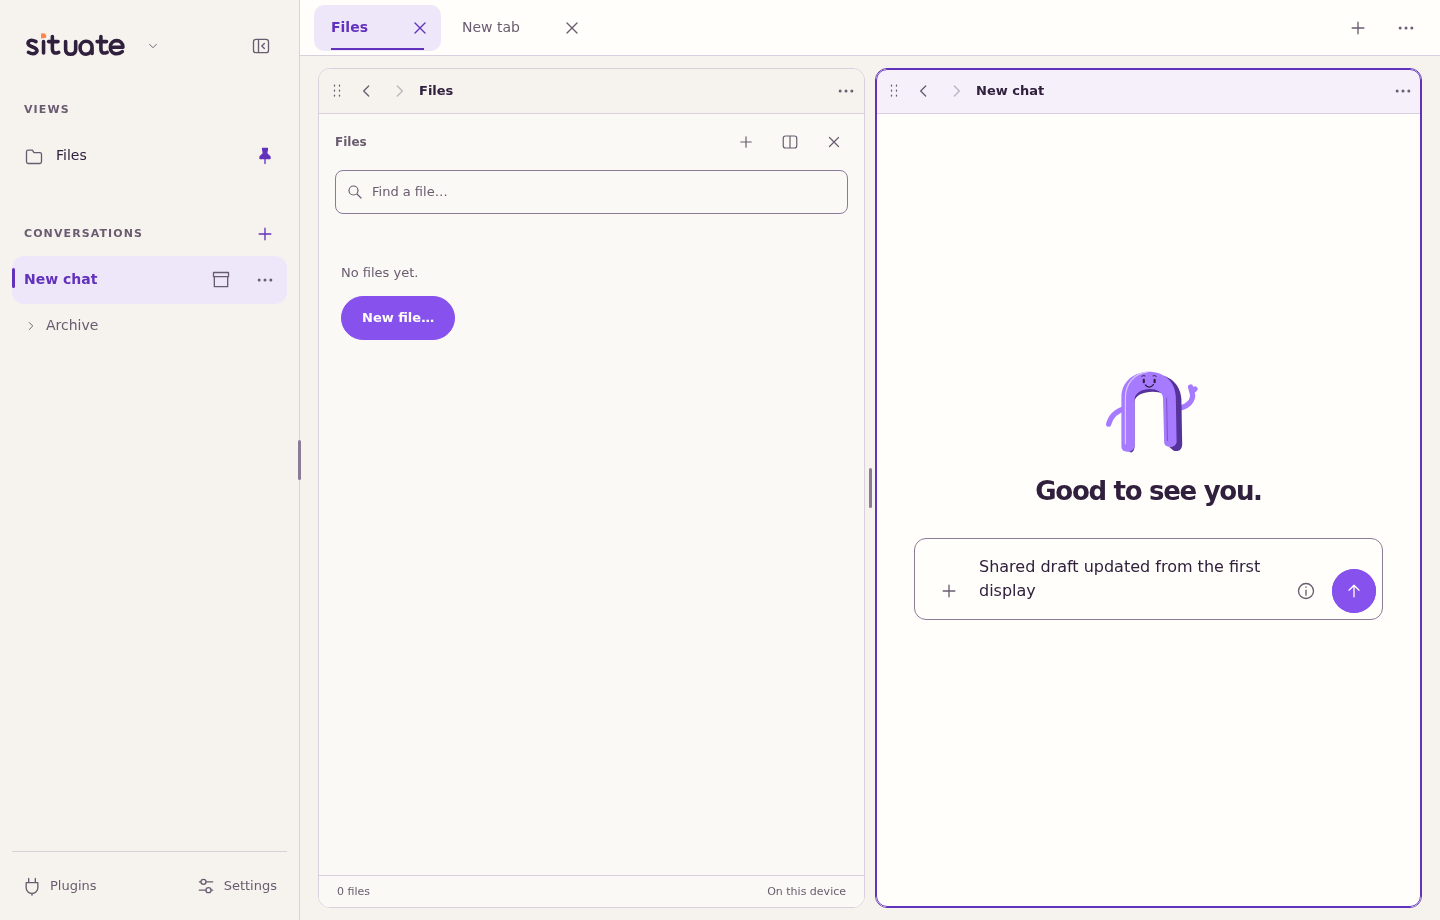 situate
VIEWS
Files
CONVERSATIONS
New chat
Archive
Plugins
Settings
Files
New tab
Files
Files
Find a file...
No files yet.
New file...
0 files
On this device
New chat
Good to see you.
Shared draft updated from the first
display